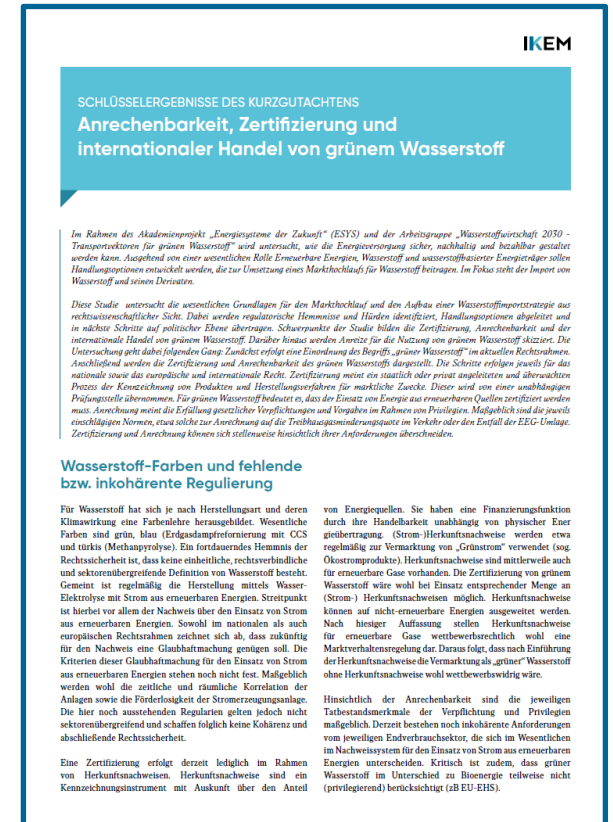 IKEM
SCHLÜSSELERGEBNISSE DES KURZGUTACHTENS
Anrechenbarkeit, Zertifizierung und
internationaler Handel von grünem Wasserstoff
Im Rahmen des Akademienprojekt „Energiesysteme der Zukunft“ (ESYS) und der Arbeitsgruppe „Wasserstoffwirtschaft 2030 -
Transportvektoren für grünen Wasserstoff“ wird untersucht, wie die Energieversorgung sicher, nachhaltig und bezahlbar gestaltet
werden kann. Ausgehend von einer wesentlichen Rolle Erneuerbare Energien, Wasserstoff und wasserstoffbasierter Energieträger sollen
Handlungsoptionen entwickelt werden, die zur Umsetzung eines Markthochlaufs für Wasserstoff beitragen. Im Fokus steht der Import von
Wasserstoff und seinen Derivaten.
Diese Studie untersucht die wesentlichen Grundlagen für den Markthochlauf und den Aufbau einer Wasserstoffimportstrategie aus
rechtswissenschaftlicher Sicht. Dabei werden regulatorische Hemmnisse und Hürden identifiziert, Handlungsoptionen abgeleitet und
in nächste Schritte auf politischer Ebene übertragen. Schwerpunkte der Studie bilden die Zertifizierung, Anrechenbarkeit und der
internationale Handel von grünem Wasserstoff. Darüber hinaus werden Anreize für die Nutzung von grünem Wasserstoff skizziert. Die
Untersuchung geht dabei folgenden Gang: Zunächst erfolgt eine Einordnung des Begriffs „grüner Wasserstoff“ im aktuellen Rechtsrahmen.
Anschließend werden die Zertifizierung und Anrechenbarkeit des grünen Wasserstoffs dargestellt. Die Schritte erfolgen jeweils für das
nationale sowie das europäische und internationale Recht. Zertifizierung meint ein staatlich oder privat angeleiteten und überwachten
Prozess der Kennzeichnung von Produkten und Herstellungsverfahren für marktliche Zwecke. Dieser wird von einer unabhängigen
Prüfungsstelle übernommen. Für grünen Wasserstoff bedeutet es, dass der Einsatz von Energie aus erneuerbaren Quellen zertifiziert werden
muss. Anrechnung meint die Erfüllung gesetzlicher Verpflichtungen und Vorgaben im Rahmen von Privilegien. Maßgeblich sind die jeweils
einschlägigen Normen, etwa solche zur Anrechnung auf die Treibhausgasminderungsquote im Verkehr oder den Entfall der EEG-Umlage.
Zertifizierung und Anrechnung können sich stellenweise hinsichtlich ihrer Anforderungen überschneiden.
Wasserstoff-Farben und fehlende
bzw. inkohärente Regulierung
Für Wasserstoff hat sich je nach Herstellungsart und deren
Klimawirkung eine Farbenlehre herausgebildet. Wesentliche
Farben sind grün, blau (Erdgasdampfreformierung mit CCS
und türkis (Methanpyrolyse). Ein fortdauerndes Hemmnis der
Rechtssicherheit ist, dass keine einheitliche, rechtsverbindliche
und sektorenübergreifende Definition von Wasserstoff besteht.
Gemeint ist regelmäßig die Herstellung mittels Wasser-
Elektrolyse mit Strom aus erneuerbaren Energien. Streitpunkt
ist hierbei vor allem der Nachweis über den Einsatz von Strom
aus erneuerbaren Energien. Sowohl im nationalen als auch
europäischen Rechtsrahmen zeichnet sich ab, dass zukünftig
für den Nachweis eine Glaubhaftmachung genügen soll. Die
Kriterien dieser Glaubhaftmachung für den Einsatz von Strom
aus erneuerbaren Energien stehen noch nicht fest. Maßgeblich
werden wohl die zeitliche und räumliche Korrelation der
Anlagen sowie die Förderlosigkeit der Stromerzeugungsanlage.
Die hier noch ausstehenden Regularien gelten jedoch nicht
sektorenübergreifend und schaffen folglich keine Kohärenz und
abschließende Rechtssicherheit.
Eine Zertifizierung erfolgt derzeit lediglich im Rahmen
von Herkunftsnachweisen. Herkunftsnachweise sind ein
Kennzeichnungsinstrument mit Auskunft über den Anteil
von Energiequellen. Sie haben eine Finanzierungsfunktion
durch ihre Handelbarkeit unabhängig von physischer Ener
gieübertragung. (Strom-)Herkunftsnachweise werden etwa
regelmäßig zur Vermarktung von „Grünstrom“ verwendet (sog.
Ökostromprodukte). Herkunftsnachweise sind mittlerweile auch
für erneuerbare Gase vorhanden. Die Zertifizierung von grünem
Wasserstoff wäre wohl bei Einsatz entsprechender Menge an
(Strom-) Herkunftsnachweisen möglich. Herkunftsnachweise
können auf nicht-erneuerbare Energien ausgeweitet werden.
Nach hiesiger Auffassung stellen Herkunftsnachweise
für erneuerbare Gase wettbewerbsrechtlich wohl eine
Marktverhaltensregelung dar. Daraus folgt, dass nach Einführung
der Herkunftsnachweise die Vermarktung als „grüner“ Wasserstoff
ohne Herkunftsnachweise wohl wettbewerbswidrig wäre.
Hinsichtlich der Anrechenbarkeit sind die jeweiligen
Tatbestandsmerkmale der Verpflichtung und Privilegien
maßgeblich. Derzeit bestehen noch inkohärente Anforderungen
vom jeweiligen Endverbrauchsektor, die sich im Wesentlichen
im Nachweissystem für den Einsatz von Strom aus erneuerbaren
Energien unterscheiden. Kritisch ist zudem, dass grüner
Wasserstoff im Unterschied zu Bioenergie teilweise nicht
(privilegierend) berücksichtigt (zB EU-EHS).